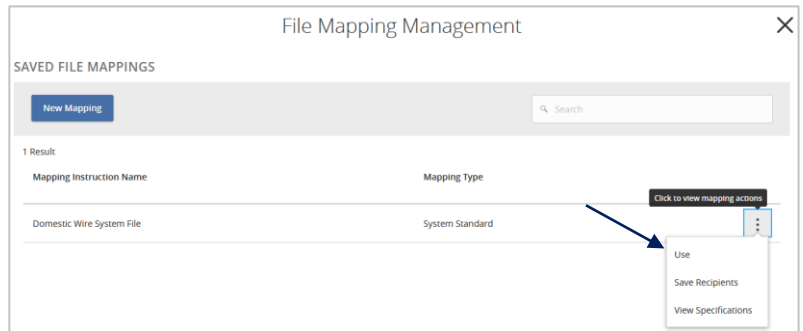 File Mapping Management
SAVED FILE MAPPINGS
New Mapping
Search
1 Result
Mapping Instruction Name Mapping Type
Click to view mapping actions
Domestic Wire System File System Standard
Use
Save Recipients
View Specifications